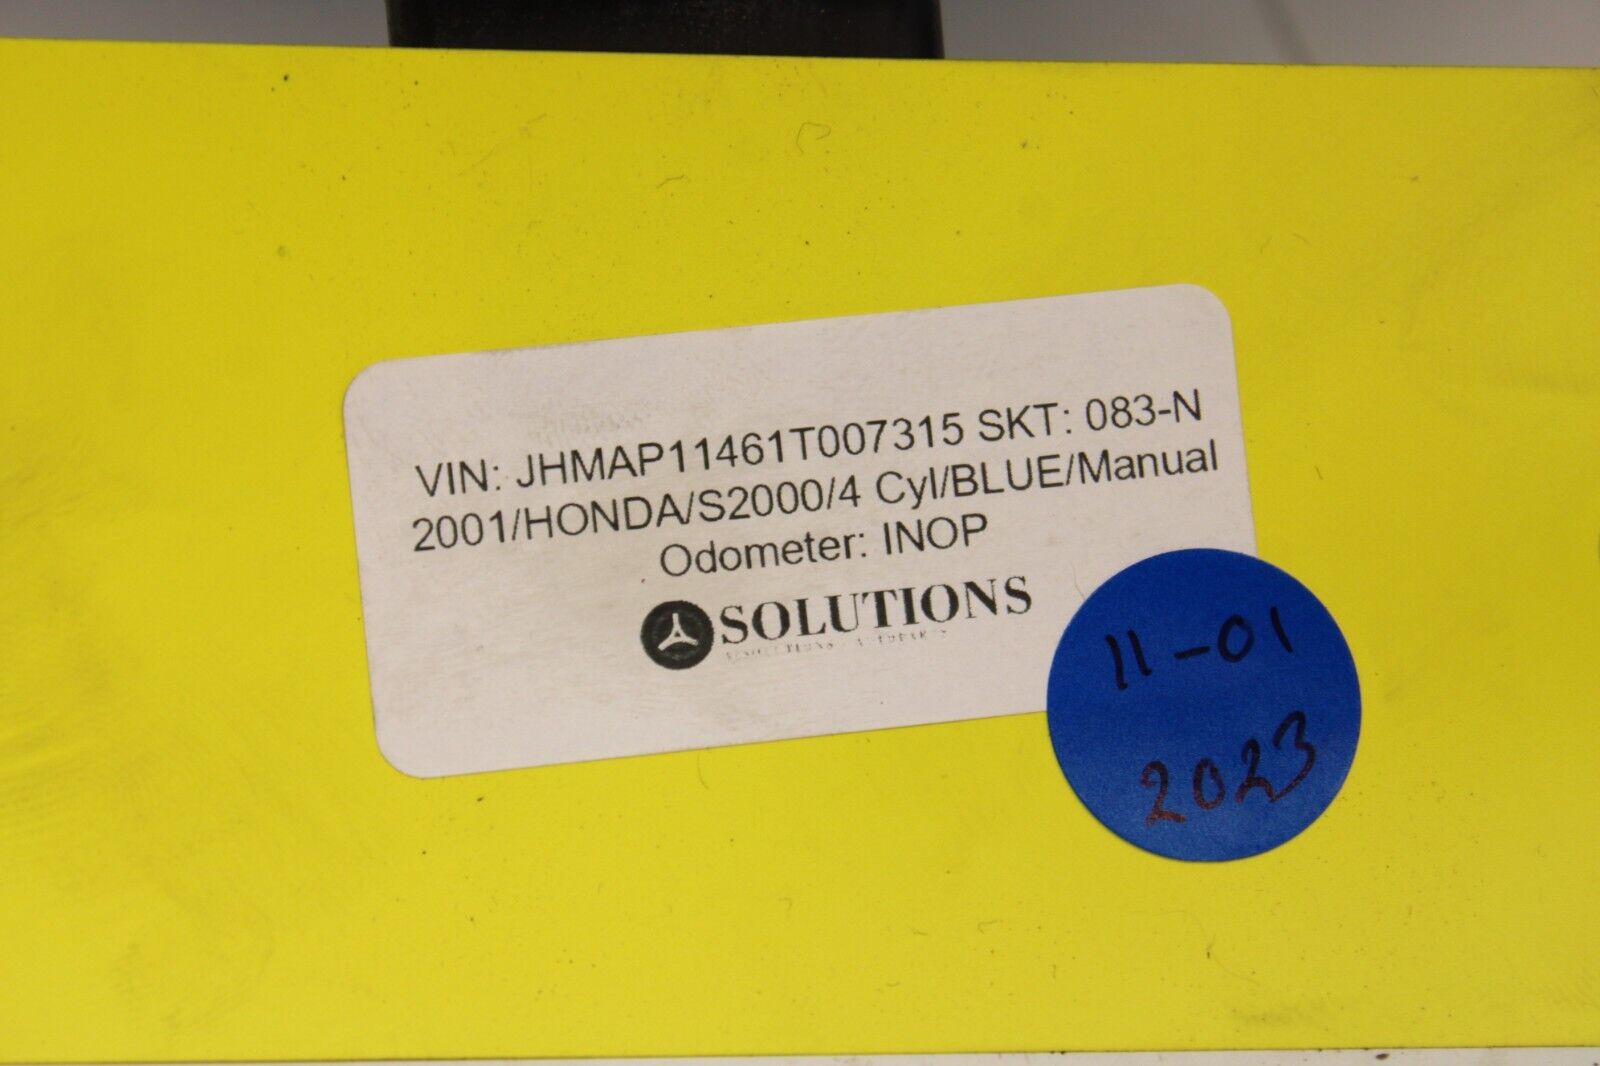 VIN: JHMAP11461T007315 SKT: 083-N
2001/HONDA/S2000/4 Cyl/BLUE/Manual
Odometer: INOP
SOLUTIONS
11-01
2023